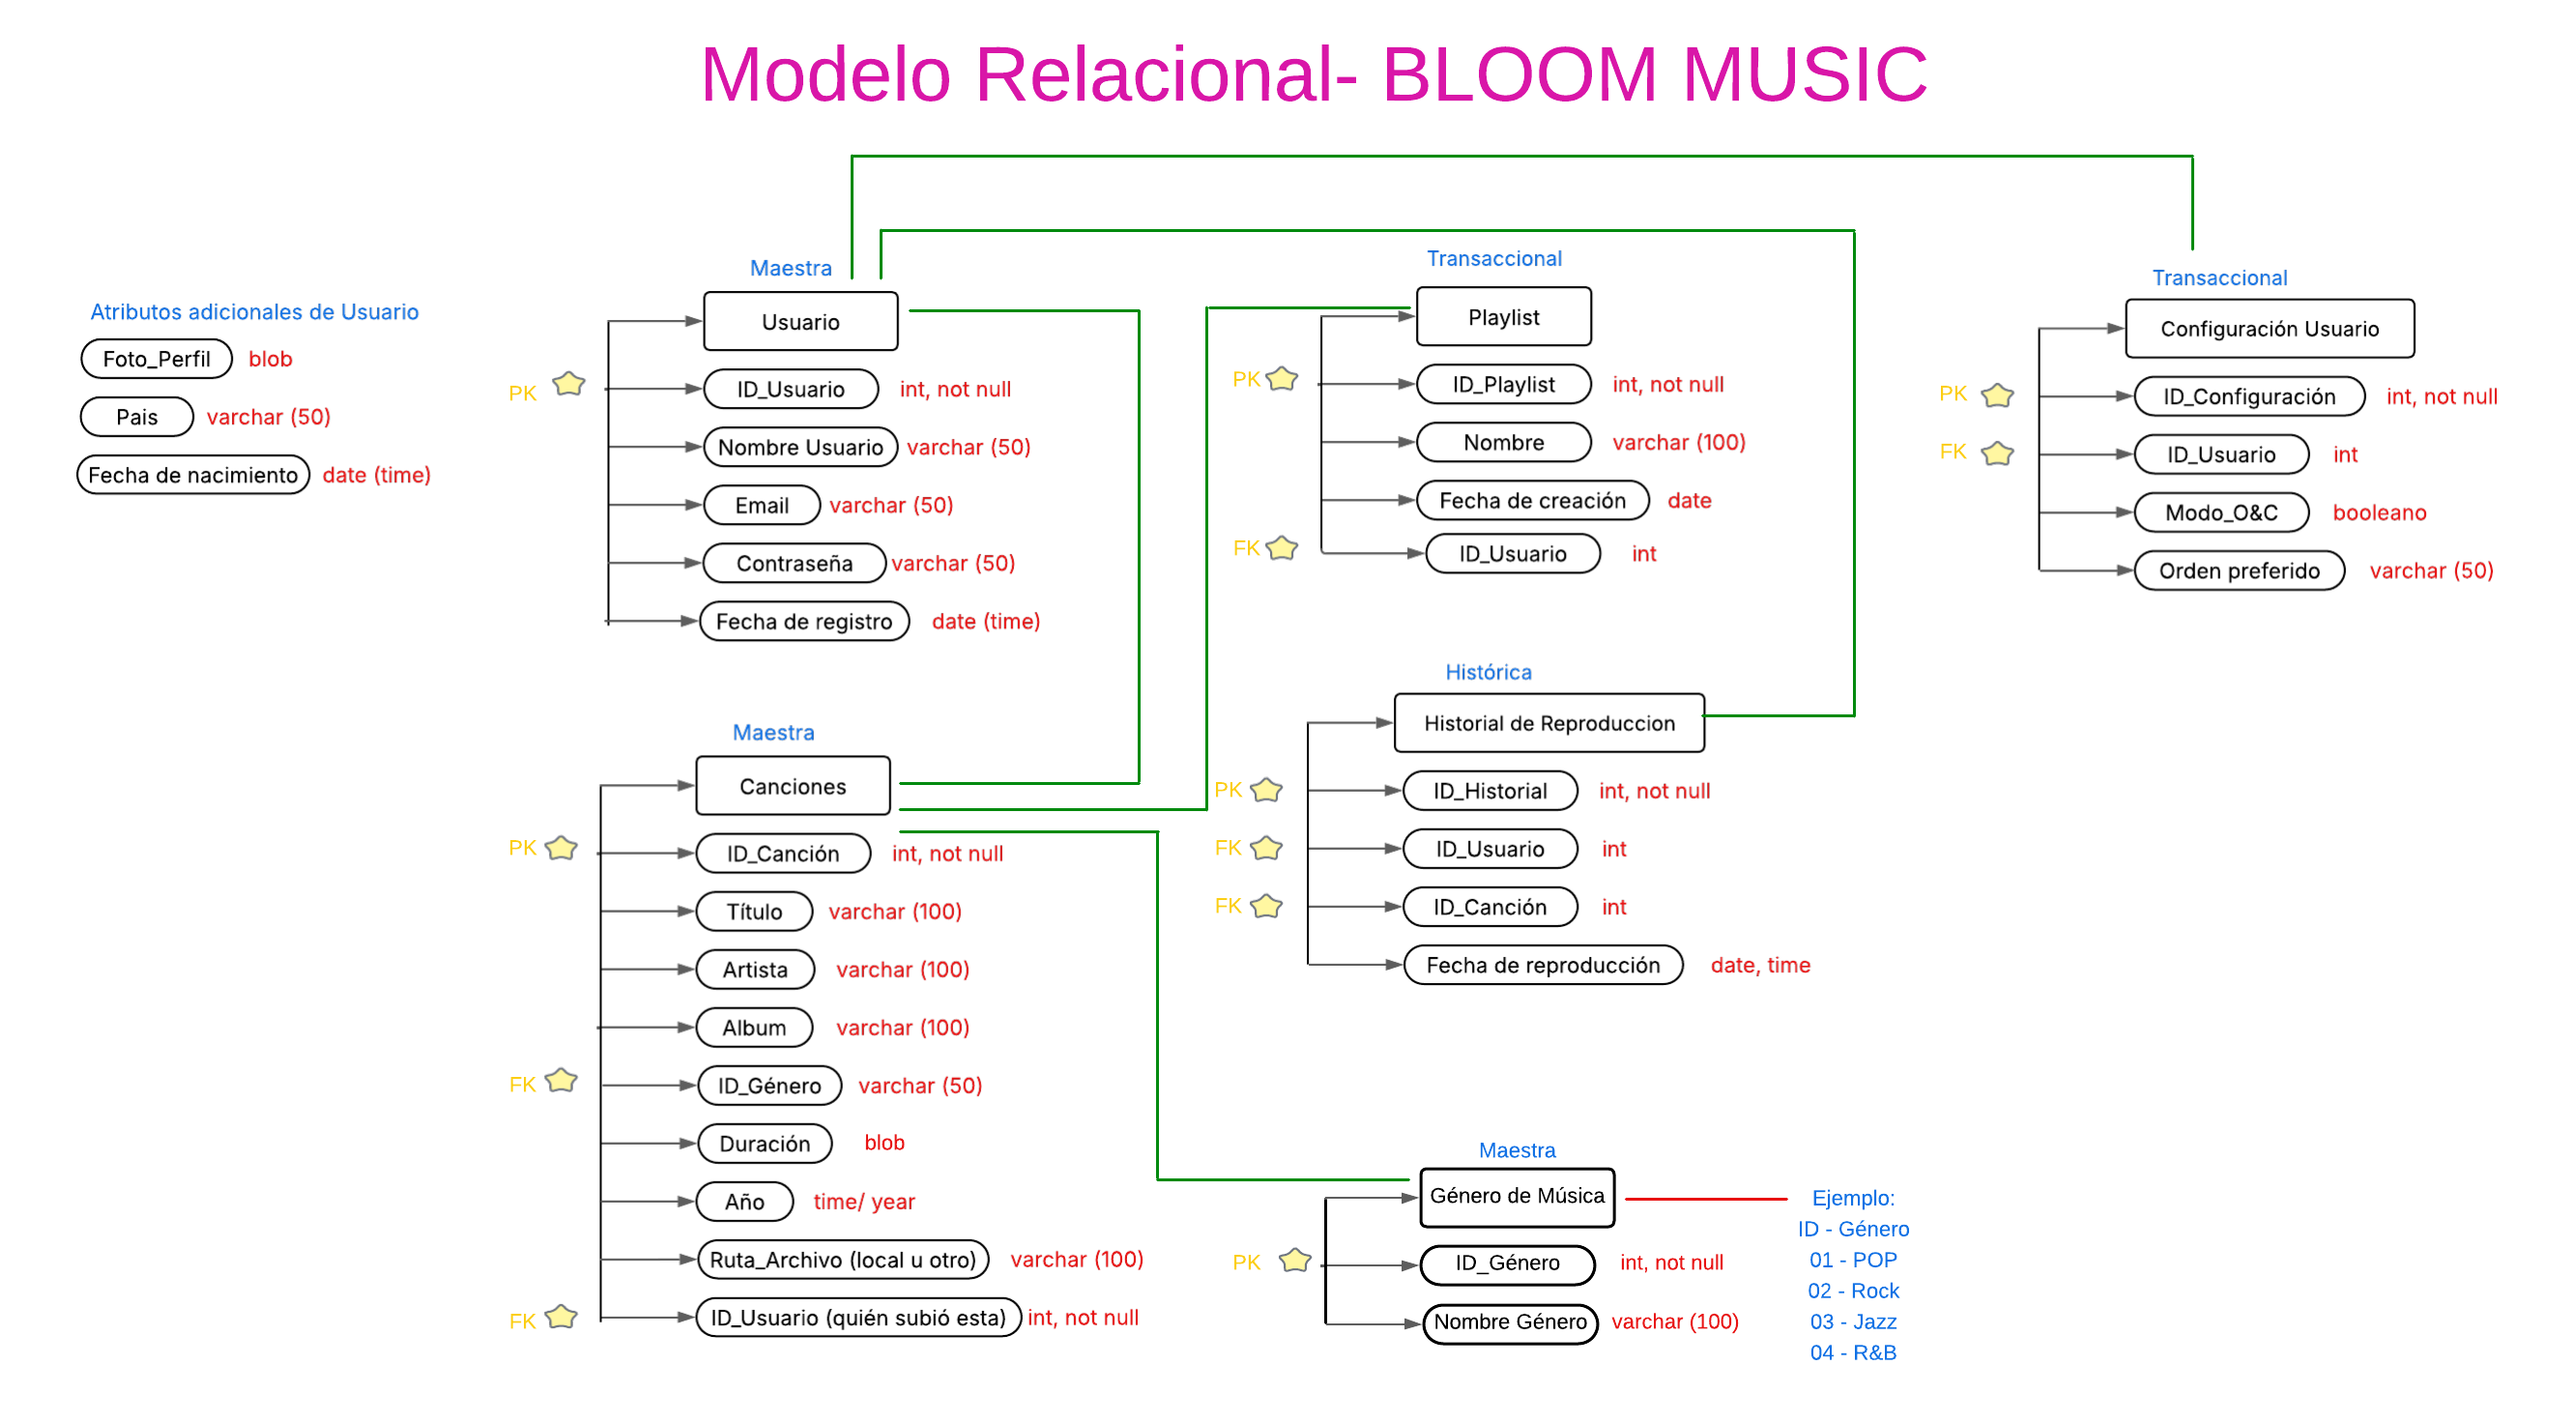 Modelo Relacional- BLOOM MUSIC
Atributos adicionales de Usuario
Foto_Perfil blob
Pais varchar (50)
Fecha de nacimiento date (time)
Maestra
Usuario
PK ID_Usuario int, not null
Nombre Usuario varchar (50)
Email varchar (50)
Contraseña varchar (50)
Fecha de registro date (time)
Transaccional
Playlist
PK ID_Playlist int, not null
Nombre varchar (100)
Fecha de creación date
FK ID_Usuario int
Transaccional
Configuración Usuario
PK ID_Configuración int, not null
FK ID_Usuario int
Modo_O&C booleano
Orden preferido varchar (50)
Maestra
Canciones
PK ID_Canción int, not null
Título varchar (100)
Artista varchar (100)
Album varchar (100)
FK ID_Género varchar (50)
Duración blob
Año time/ year
Ruta_Archivo (local u otro) varchar (100)
FK ID_Usuario (quién subió esta) int, not null
Histórica
Historial de Reproduccion
PK ID_Historial int, not null
FK ID_Usuario int
FK ID_Canción int
Fecha de reproducción date, time
Maestra
Género de Música
PK ID_Género int, not null
Nombre Género varchar (100)
Ejemplo:
ID - Género
01 - POP
02 - Rock
03 - Jazz
04 - R&B